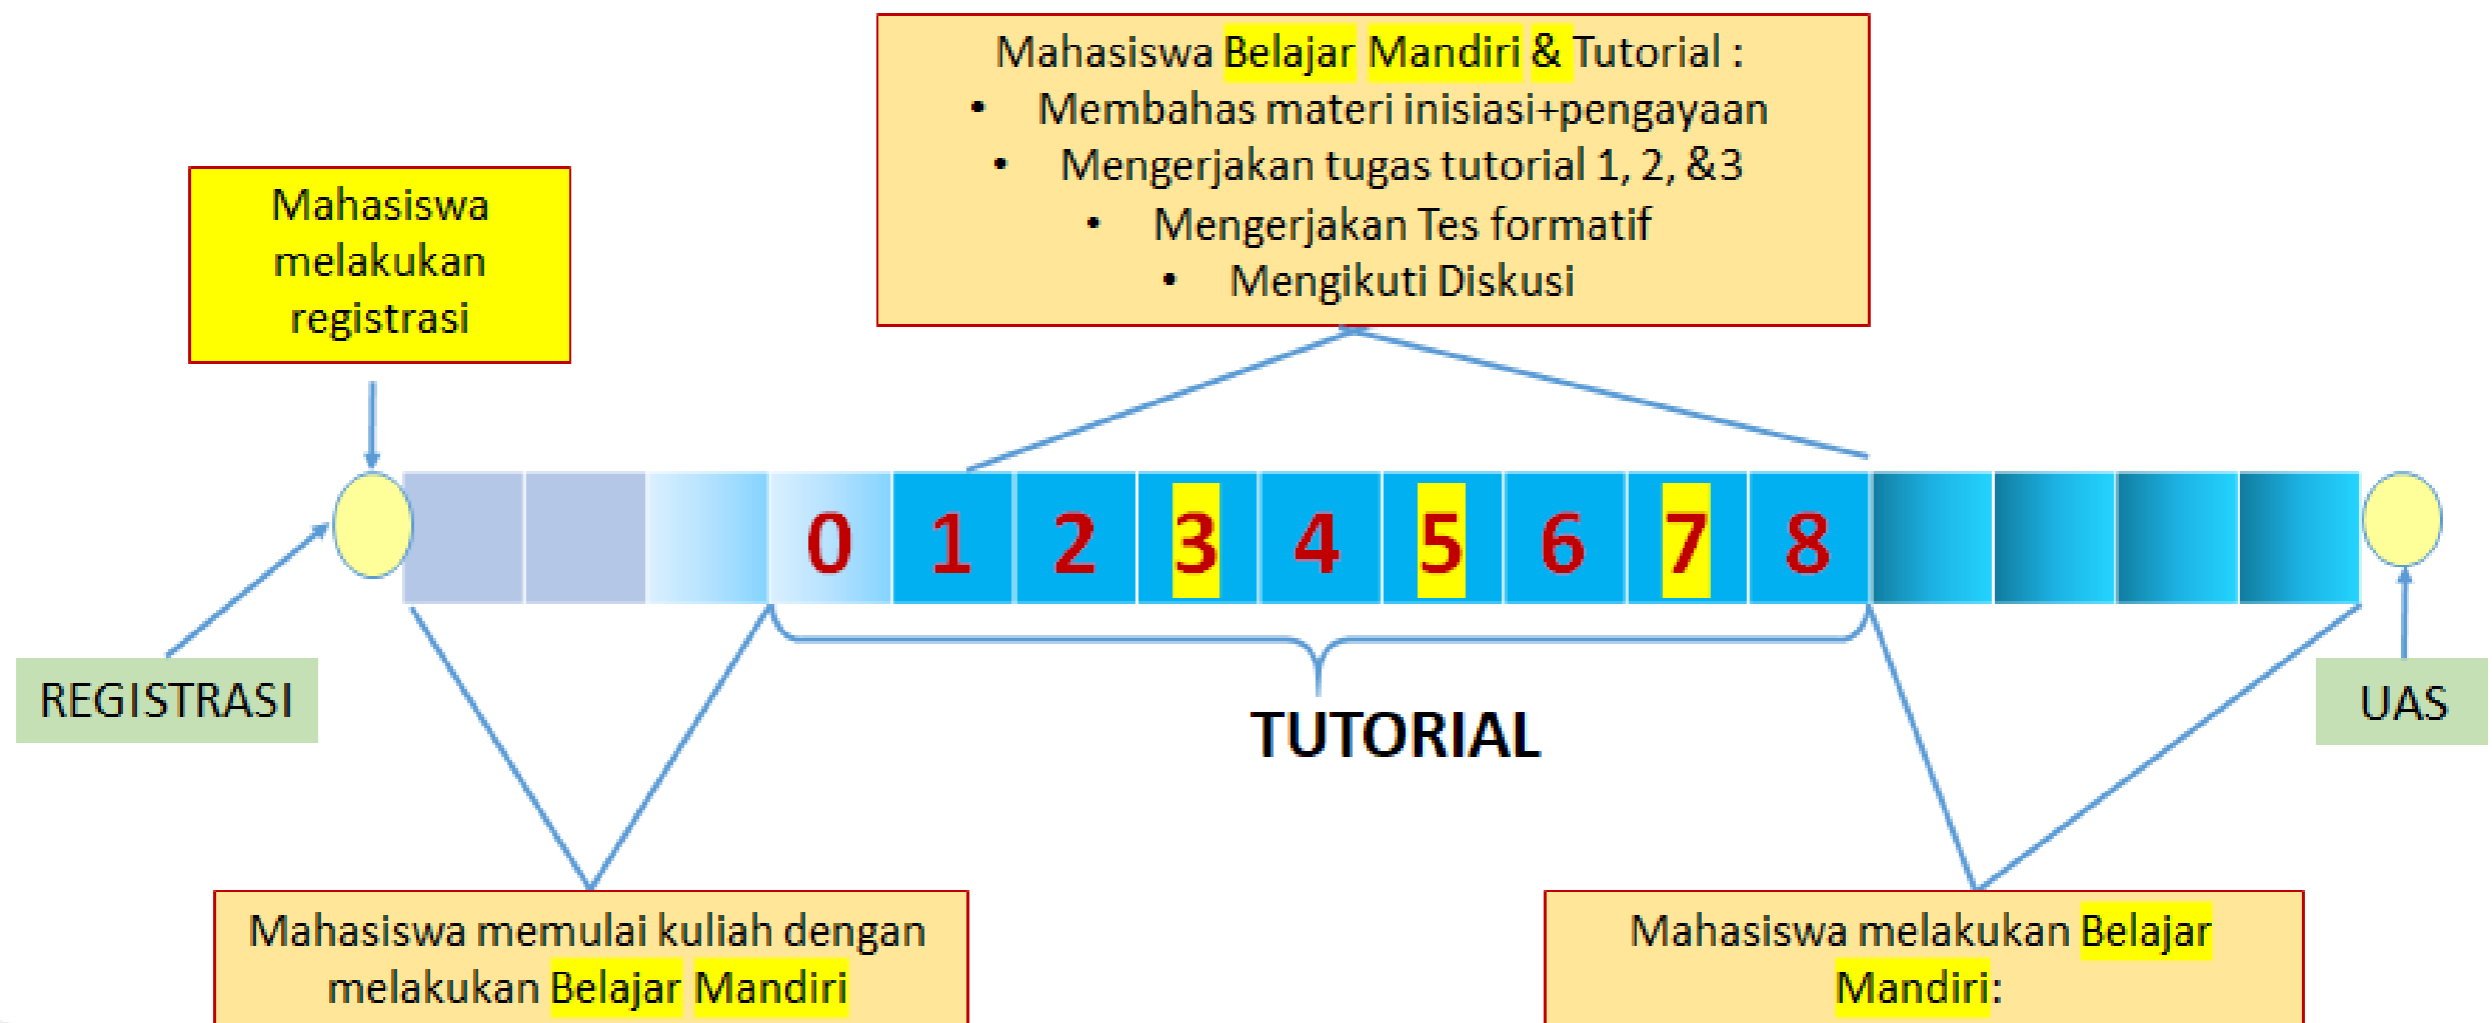 Mahasiswa Belajar Mandiri & Tutorial :
• Membahas materi inisiasi+pengayaan
• Mengerjakan tugas tutorial 1, 2, &3
• Mengerjakan Tes formatif
• Mengikuti Diskusi
Mahasiswa
melakukan
registrasi
0 1 2 3 4 5 6 7 8
REGISTRASI
TUTORIAL
UAS
Mahasiswa memulai kuliah dengan
melakukan Belajar Mandiri
Mahasiswa melakukan Belajar
Mandiri: